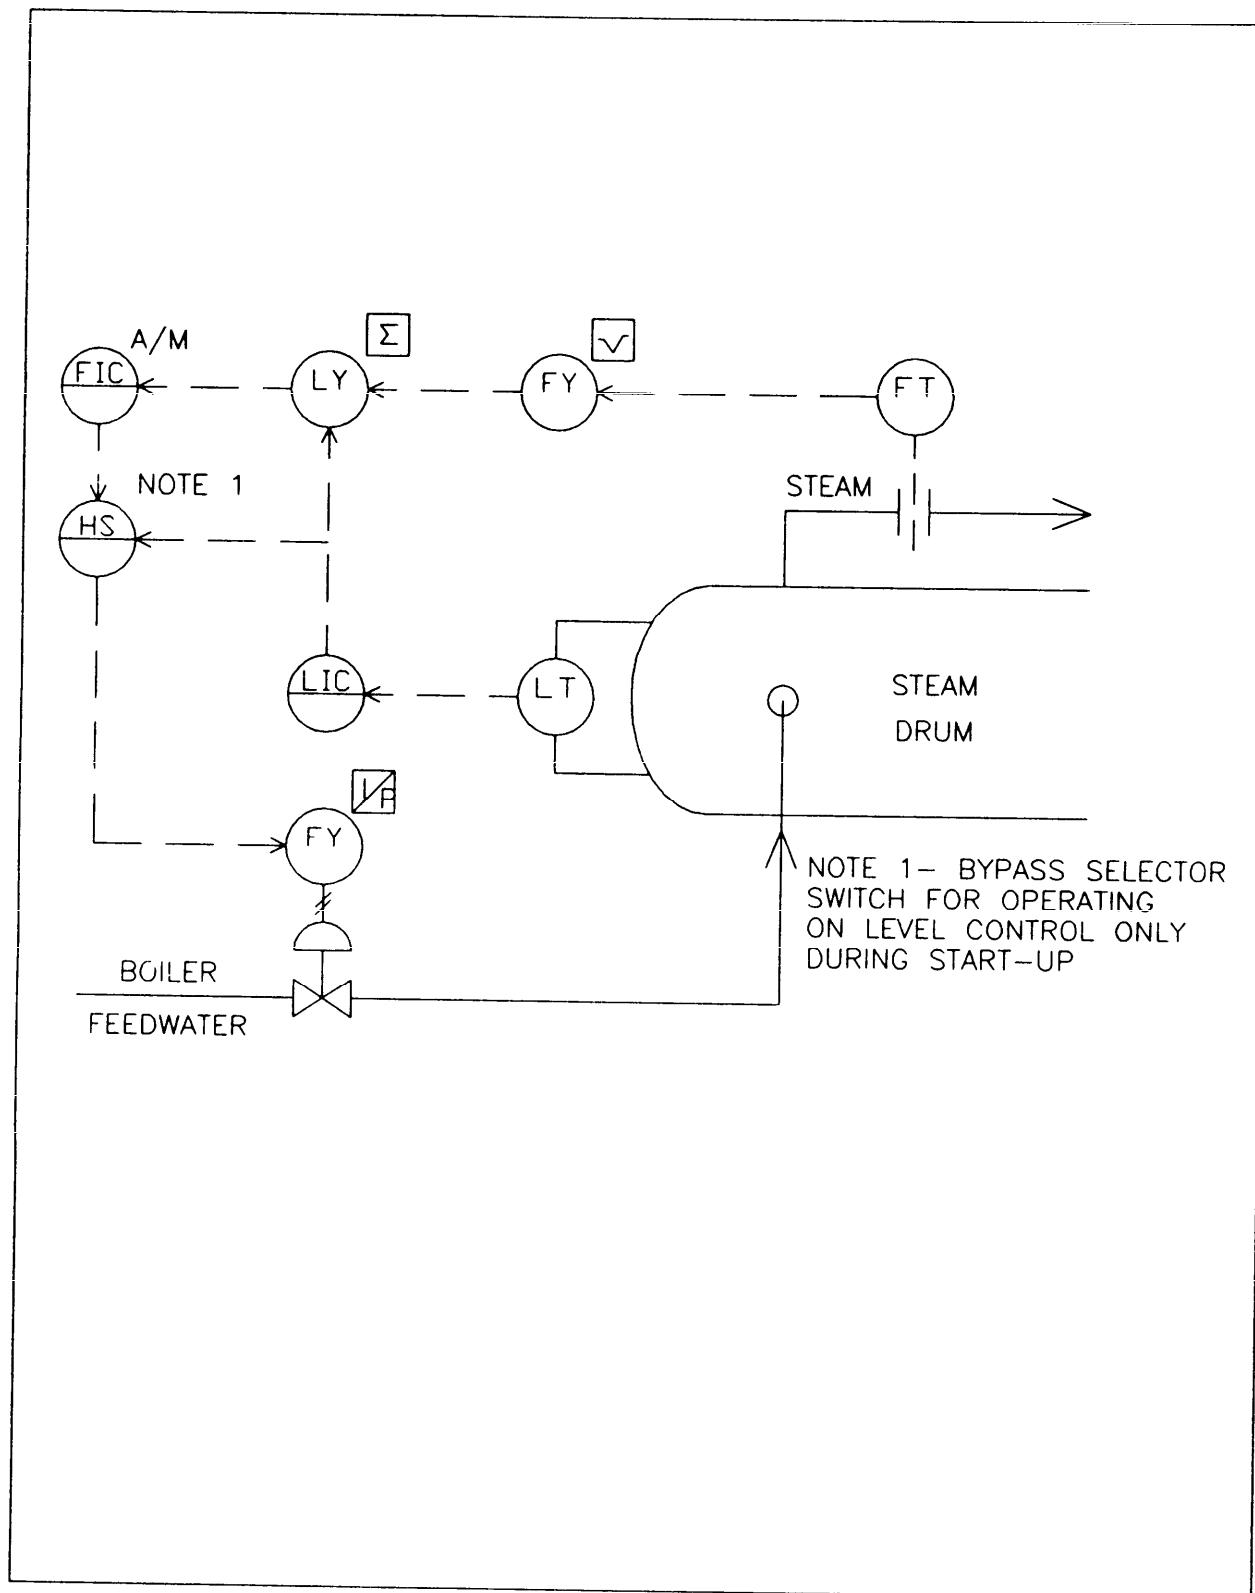 A/M
Σ
√
FIC
LY
FY
FT
NOTE 1
STEAM
HS
LIC
LT
STEAM
DRUM
I/P
FY
NOTE 1- BYPASS SELECTOR
SWITCH FOR OPERATING
ON LEVEL CONTROL ONLY
DURING START-UP
BOILER
FEEDWATER